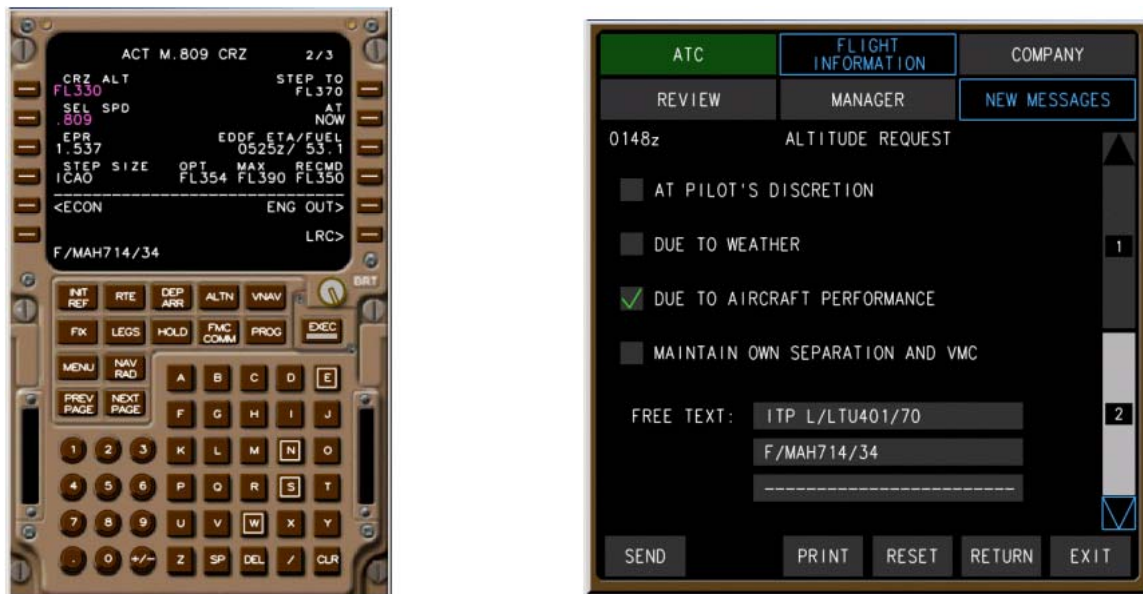 ACT M.809 CRZ 2/3
CRZ ALT STEP TO
FL330 FL370
SEL SPD AT
.809 NOW
EPR EDDF ETA/FUEL
1.537 0525z/ 53.1
STEP SIZE OPT MAX RECMD
ICAO FL354 FL390 FL350
--------------------------------
<ECON ENG OUT>
LRC>
F/MAH714/34
BRT
INIT REF RTE DEP ARR ALTN VNAV
FIX LEGS HOLD FMC COMM PROG EXEC
MENU NAV RAD
PREV PAGE NEXT PAGE
A B C D E
F G H I J
1 2 3 K L M N O
4 5 6 P Q R S T
7 8 9 U V W X Y
. 0 +/- Z SP DEL / CLR
ATC FLIGHT INFORMATION COMPANY
REVIEW MANAGER NEW MESSAGES
0148z ALTITUDE REQUEST
AT PILOT'S DISCRETION
DUE TO WEATHER
1
DUE TO AIRCRAFT PERFORMANCE
MAINTAIN OWN SEPARATION AND VMC
FREE TEXT: ITP L/LTU401/70
2
F/MAH714/34
------------------------
SEND PRINT RESET RETURN EXIT